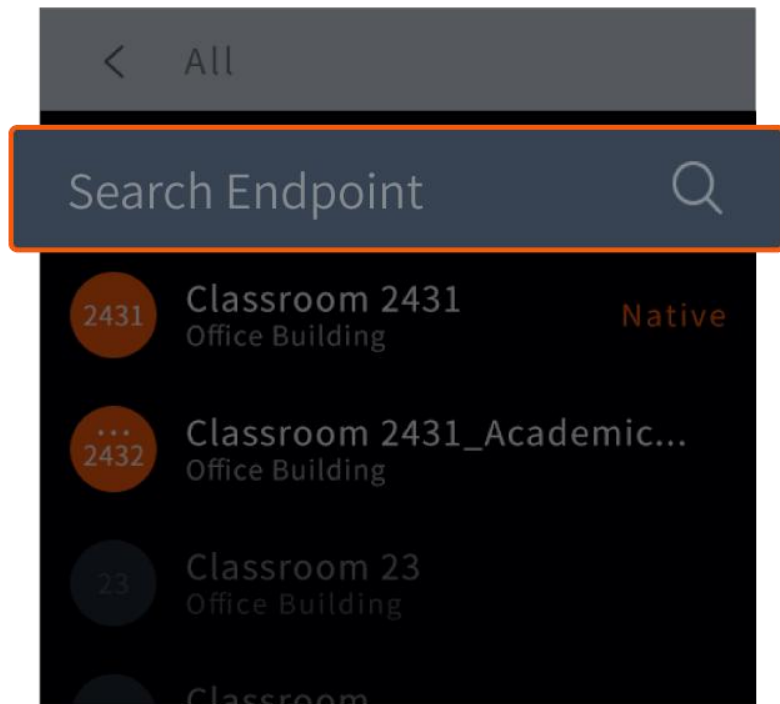 All
Search Endpoint
2431
Classroom 2431
Office Building
Native
...
2432
Classroom 2431_Academic...
Office Building
23
Classroom 23
Office Building
Classroom